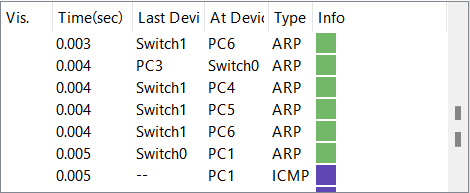 Vis. Time(sec) Last Devi At Devic Type Info
0.003 Switch1 PC6 ARP
0.004 PC3 Switch0 ARP
0.004 Switch1 PC4 ARP
0.004 Switch1 PC5 ARP
0.004 Switch1 PC6 ARP
0.005 Switch0 PC1 ARP
0.005 -- PC1 ICMP